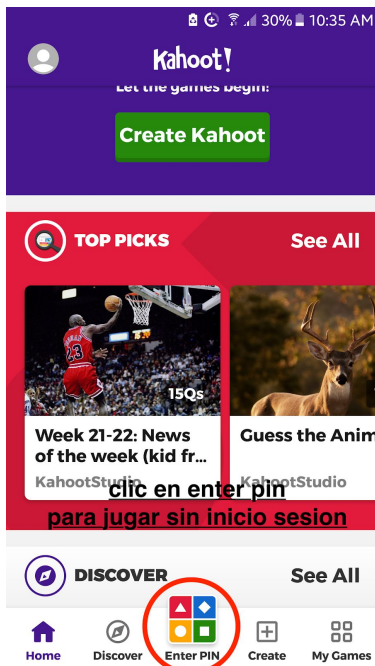 30% 10:35 AM
Kahoot!
Let the games begin!
Create Kahoot
TOP PICKS See All
23
15Qs
Week 21-22: News
of the week (kid fr...
KahootStudio
Guess the Anim
KahootStudio
clic en enter pin
para jugar sin inicio sesion
DISCOVER See All
Home Discover Enter PIN Create My Games